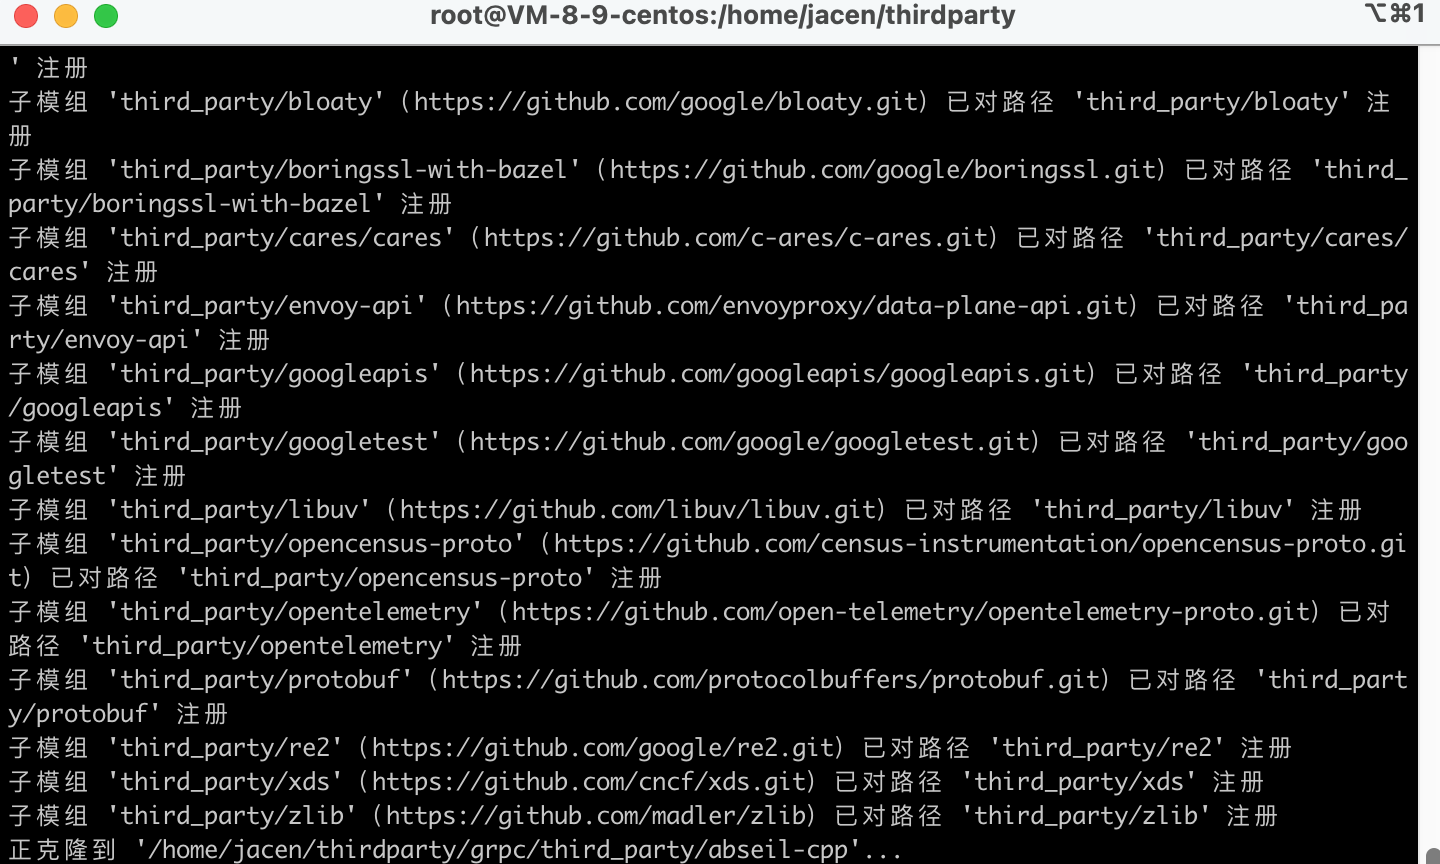 root@VM-8-9-centos:/home/jacen/thirdparty
⌥⌘1
' 注册
子模组 'third_party/bloaty'（https://github.com/google/bloaty.git）已对路径 'third_party/bloaty' 注
册
子模组 'third_party/boringssl-with-bazel'（https://github.com/google/boringssl.git）已对路径 'third_
party/boringssl-with-bazel' 注册
子模组 'third_party/cares/cares'（https://github.com/c-ares/c-ares.git）已对路径 'third_party/cares/
cares' 注册
子模组 'third_party/envoy-api'（https://github.com/envoyproxy/data-plane-api.git）已对路径 'third_pa
rty/envoy-api' 注册
子模组 'third_party/googleapis'（https://github.com/googleapis/googleapis.git）已对路径 'third_party
/googleapis' 注册
子模组 'third_party/googletest'（https://github.com/google/googletest.git）已对路径 'third_party/goo
gletest' 注册
子模组 'third_party/libuv'（https://github.com/libuv/libuv.git）已对路径 'third_party/libuv' 注册
子模组 'third_party/opencensus-proto'（https://github.com/census-instrumentation/opencensus-proto.gi
t）已对路径 'third_party/opencensus-proto' 注册
子模组 'third_party/opentelemetry'（https://github.com/open-telemetry/opentelemetry-proto.git）已对
路径 'third_party/opentelemetry' 注册
子模组 'third_party/protobuf'（https://github.com/protocolbuffers/protobuf.git）已对路径 'third_part
y/protobuf' 注册
子模组 'third_party/re2'（https://github.com/google/re2.git）已对路径 'third_party/re2' 注册
子模组 'third_party/xds'（https://github.com/cncf/xds.git）已对路径 'third_party/xds' 注册
子模组 'third_party/zlib'（https://github.com/madler/zlib）已对路径 'third_party/zlib' 注册
正克隆到 '/home/jacen/thirdparty/grpc/third_party/abseil-cpp'...